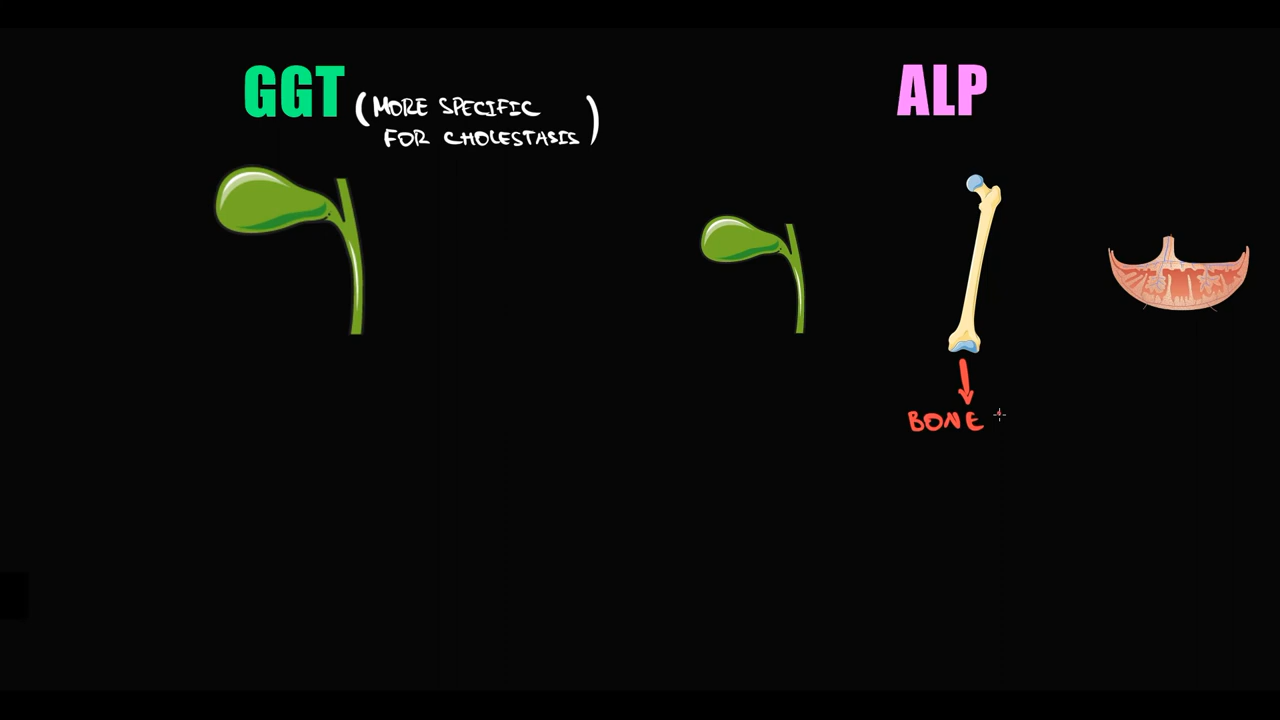 GGT
(MORE SPECIFIC
FOR CHOLESTASIS)
ALP
BONE